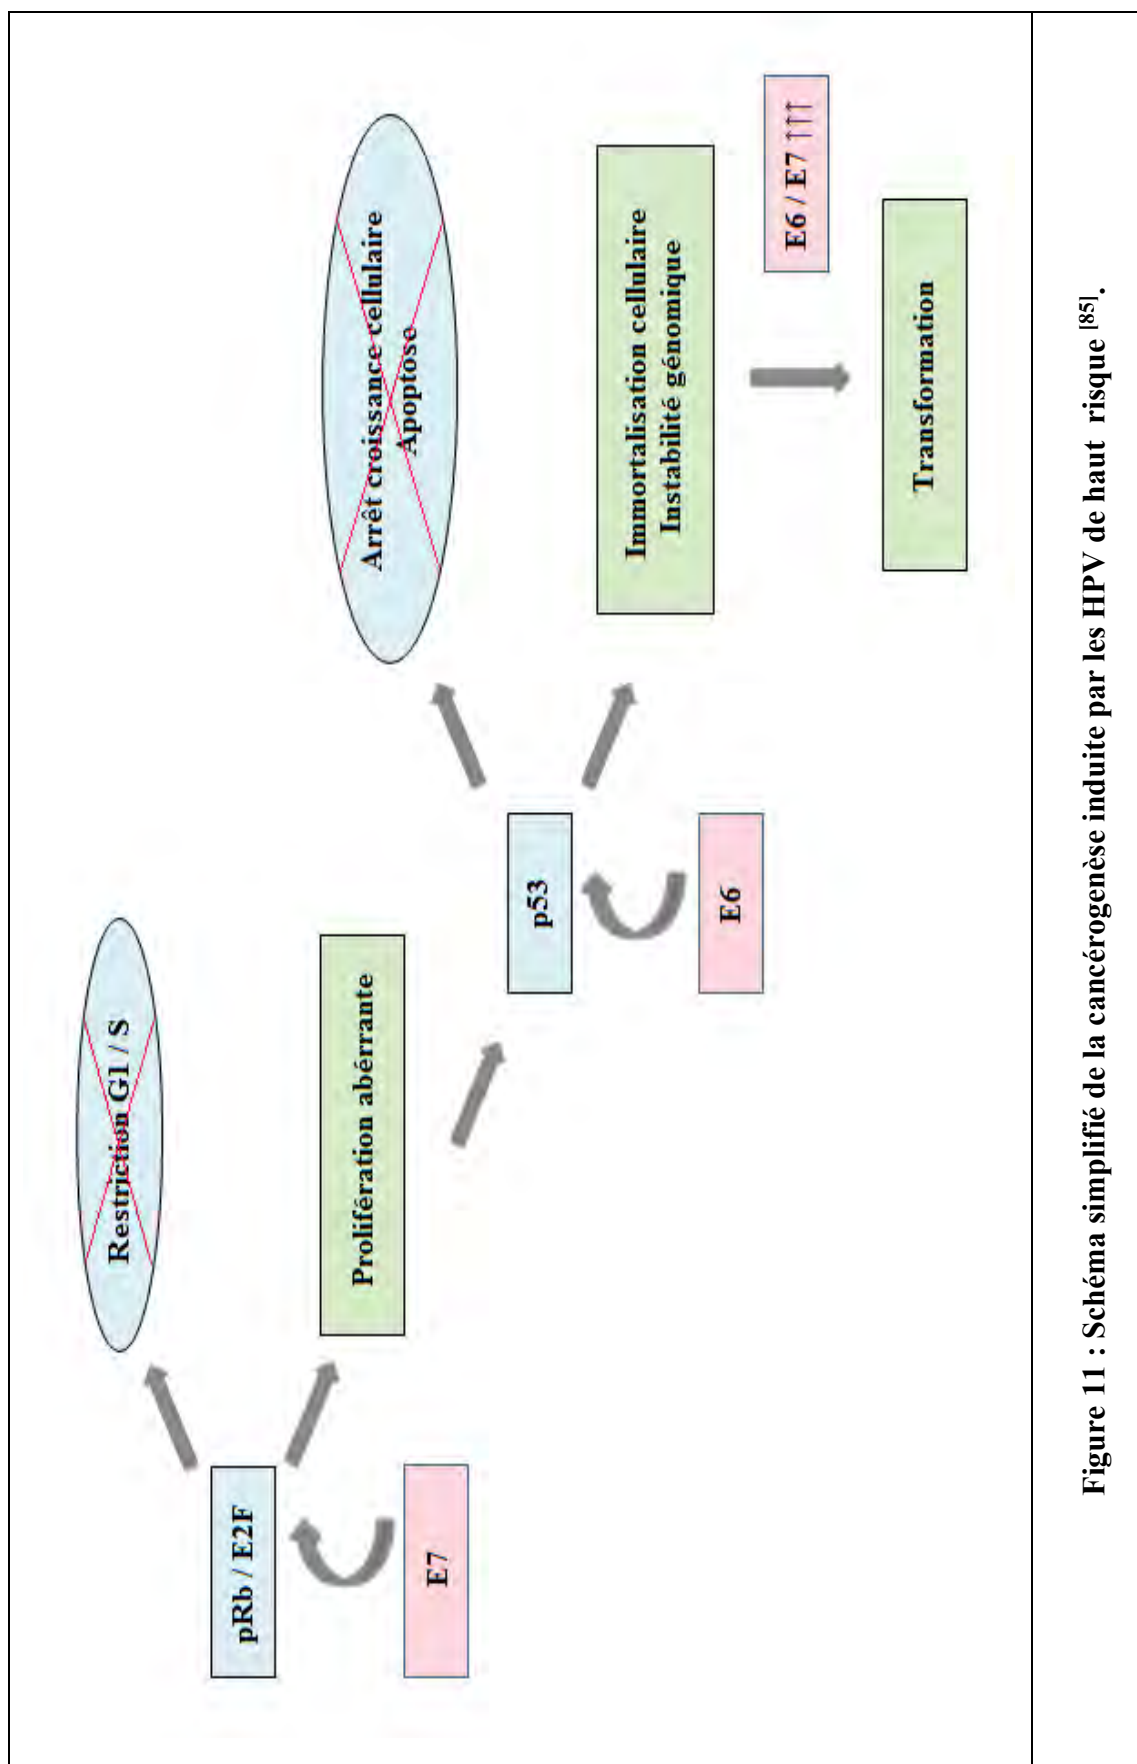 Restriction G1 / S
pRb / E2F
Prolifération abérrante
E7
Arrêt croissance cellulaire
Apoptose
p53
Immortalisation cellulaire
Instabilité génomique
E6
E6 / E7 ↑↑↑
Transformation
Figure 11 : Schéma simplifié de la cancérogenèse induite par les HPV de haut risque [85].